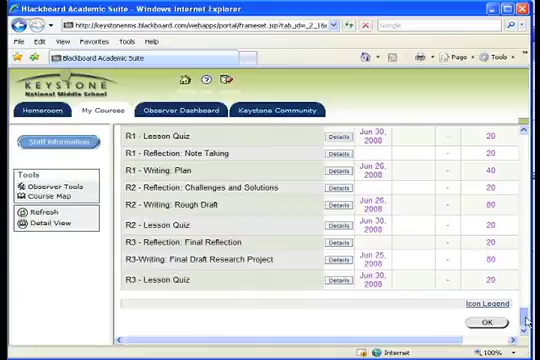 Blackboard Academic Suite - Windows Internet Explorer
http://keystonenms.blackboard.com/webapps/portal/frameset.jsp?tab_id=_2_1&
Google
File Edit View Favorites Tools Help
Blackboard Academic Suite
Page Tools
KEYSTONE
National Middle School
Homeroom My Courses Observer Dashboard Keystone Community
Staff Information
Tools
Observer Tools
Course Map
Refresh
Detail View
R1 - Lesson Quiz Details Jun 30, 2008 - 20
R1 - Reflection: Note Taking Details - 20
R1 - Writing: Plan Details Jun 26, 2008 - 40
R2 - Reflection: Challenges and Solutions Details - 20
R2 - Writing: Rough Draft Details Jun 26, 2008 - 80
R2 - Lesson Quiz Details Jun 30, 2008 - 20
R3 - Reflection: Final Reflection Details - 20
R3-Writing: Final Draft Research Project Details Jun 25, 2008 - 80
R3 - Lesson Quiz Details Jun 30, 2008 - 20
Icon Legend
OK
Internet 100%